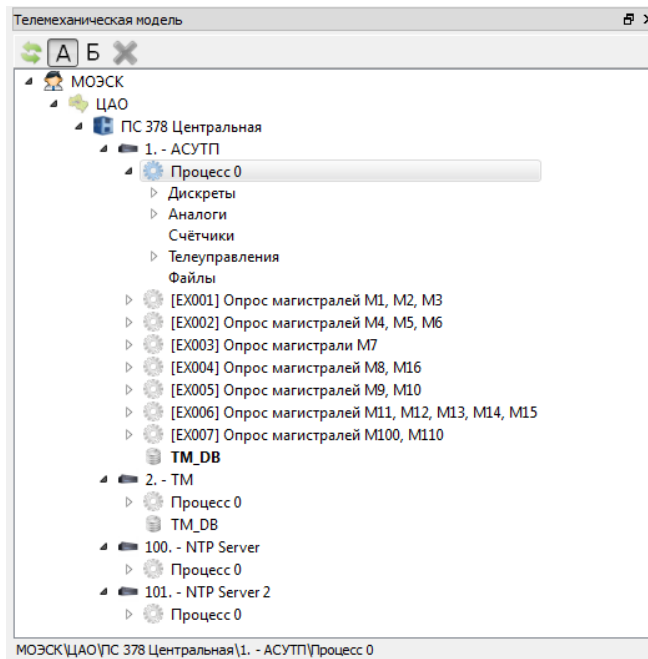 Телемеханическая модель
А Б
МОЭСК
ЦАО
ПС 378 Центральная
1. - АСУТП
Процесс 0
Дискреты
Аналоги
Счётчики
Телеуправления
Файлы
[EX001] Опрос магистралей М1, М2, М3
[EX002] Опрос магистралей М4, М5, М6
[EX003] Опрос магистрали М7
[EX004] Опрос магистралей М8, М16
[EX005] Опрос магистралей М9, М10
[EX006] Опрос магистралей М11, М12, М13, М14, М15
[EX007] Опрос магистралей М100, М110
TM_DB
2. - ТМ
Процесс 0
TM_DB
100. - NTP Server
Процесс 0
101. - NTP Server 2
Процесс 0
МОЭСК\ЦАО\ПС 378 Центральная\1. - АСУТП\Процесс 0